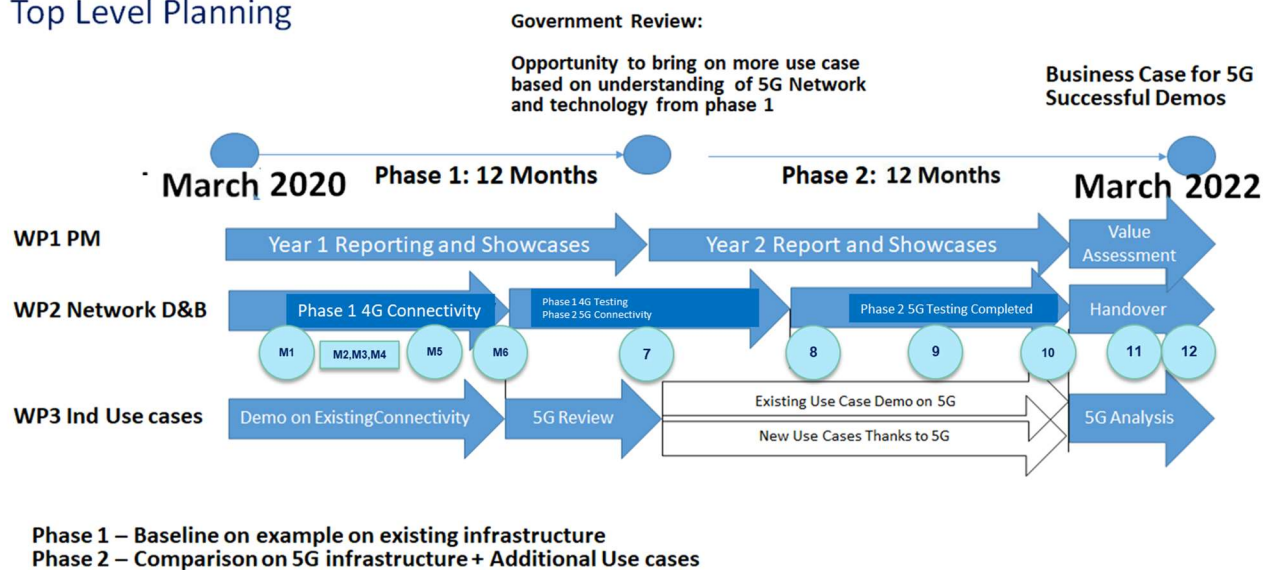 Top Level Planning
Government Review:
Opportunity to bring on more use case
based on understanding of 5G Network
and technology from phase 1
Business Case for 5G
Successful Demos
March 2020
Phase 1: 12 Months
Phase 2: 12 Months
March 2022
WP1 PM
Year 1 Reporting and Showcases
Year 2 Report and Showcases
Value
Assessment
WP2 Network D&B
Phase 1 4G Connectivity
Phase 1 4G Testing
Phase 2 5G Connectivity
Phase 2 5G Testing Completed
Handover
M1
M2,M3,M4
M5
M6
7
8
9
10
11
12
WP3 Ind Use cases
Demo on ExistingConnectivity
5G Review
Existing Use Case Demo on 5G
New Use Cases Thanks to 5G
5G Analysis
Phase 1 – Baseline on example on existing infrastructure
Phase 2 – Comparison on 5G infrastructure + Additional Use cases